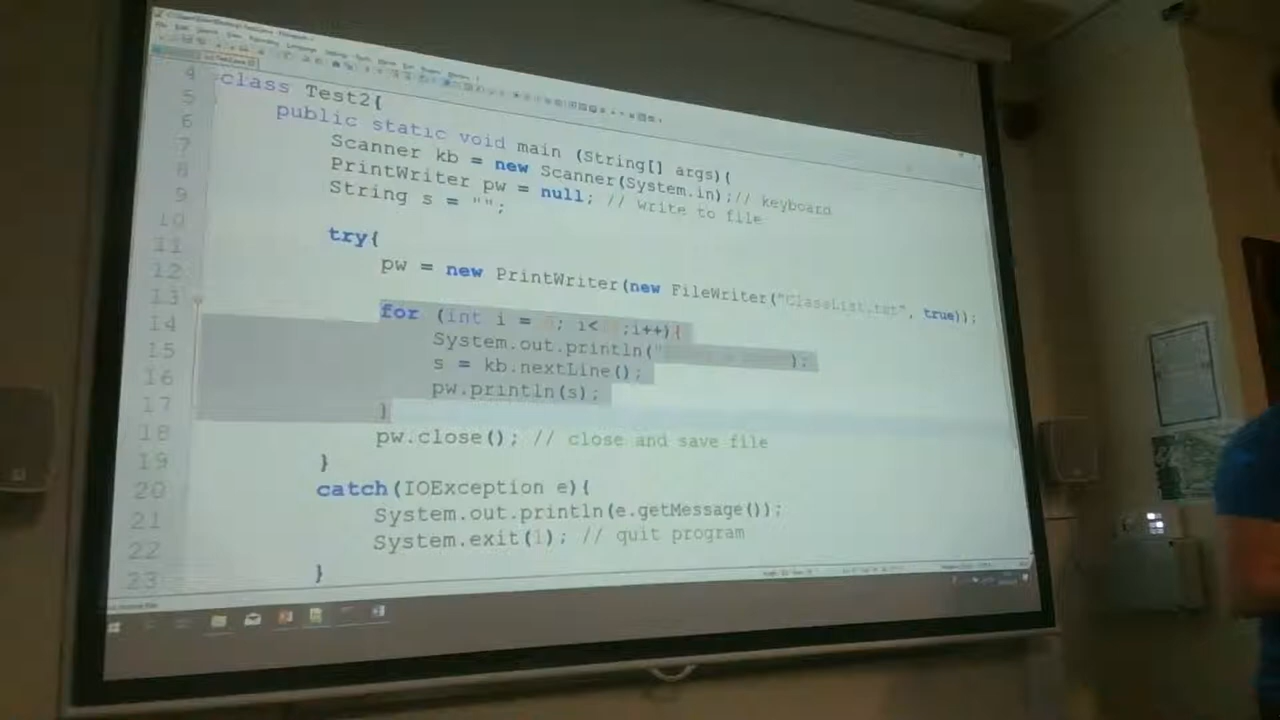 4 class Test2{
5 public static void main (String[] args){
6 Scanner kb = new Scanner(System.in);// keyboard
7 PrintWriter pw = null; // write to file
8 String s = "";
9
10 try{
11 pw = new PrintWriter(new FileWriter("ClassList.txt", true));
12
13 for (int i = ; i< ;i++){
14 System.out.println(" );
15 s = kb.nextLine();
16 pw.println(s);
17 }
18 pw.close(); // close and save file
19 }
20 catch(IOException e){
21 System.out.println(e.getMessage());
22 System.exit(1); // quit program
23 }